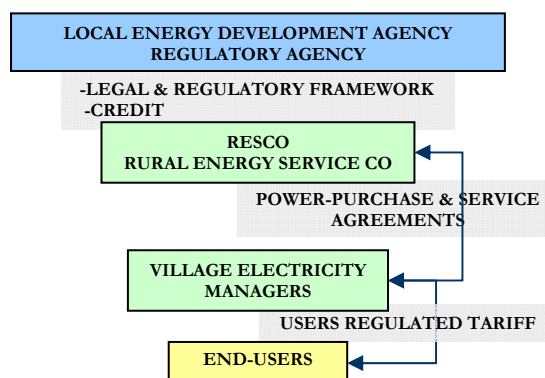 LOCAL ENERGY DEVELOPMENT AGENCY
REGULATORY AGENCY
-LEGAL & REGULATORY FRAMEWORK
-CREDIT
RESCO
RURAL ENERGY SERVICE CO
POWER-PURCHASE & SERVICE
AGREEMENTS
VILLAGE ELECTRICITY
MANAGERS
USERS REGULATED TARIFF
END-USERS